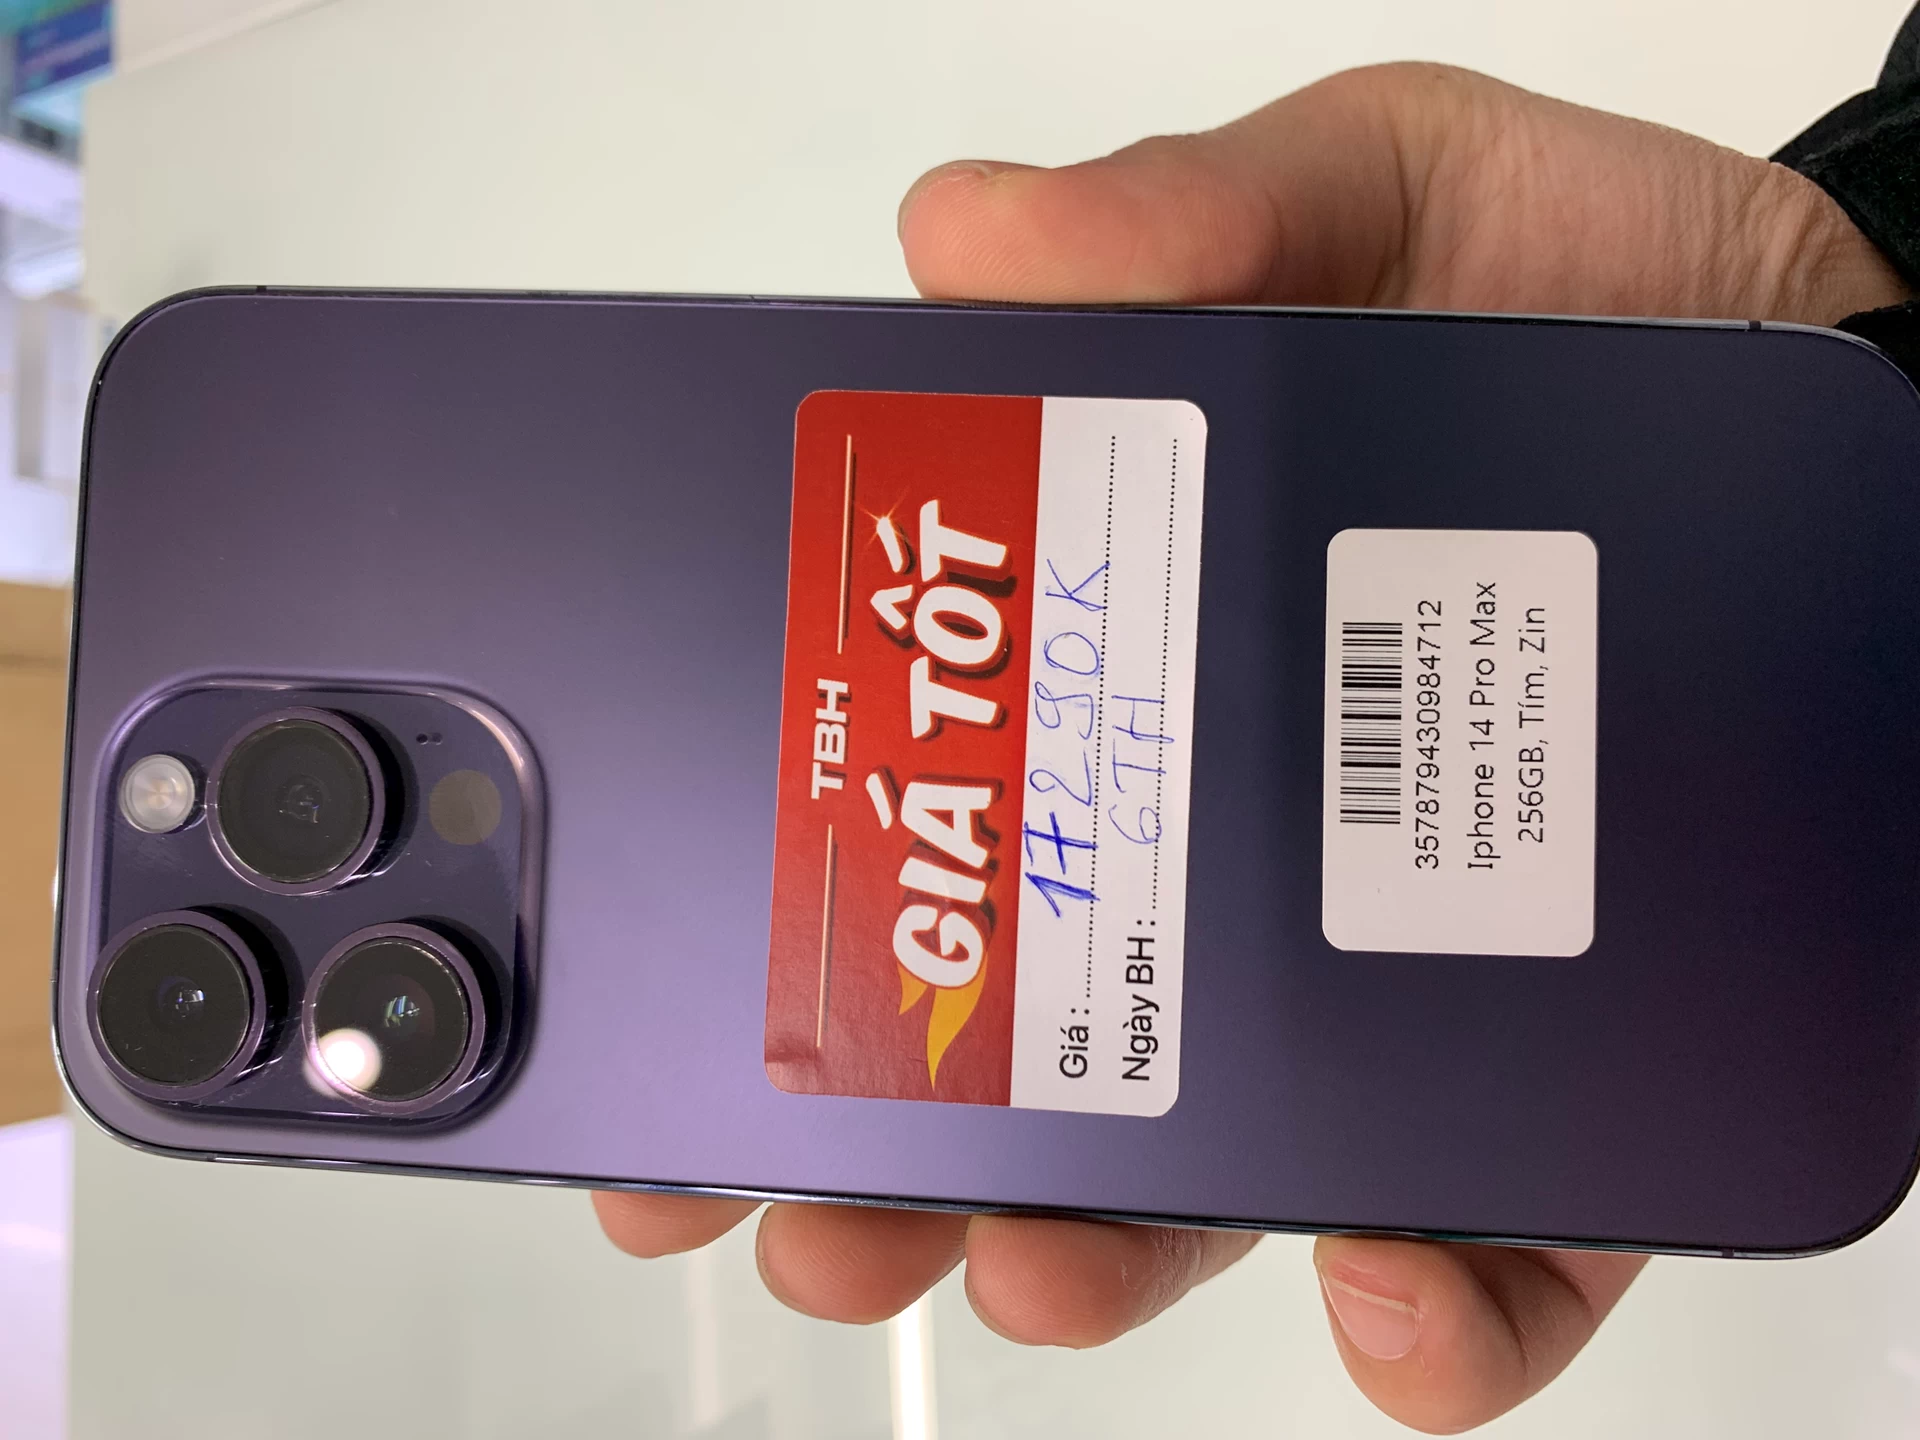 TBH
GIÁ TỐT
Giá : 17290K
Ngày BH : 6TH
357879430984712
Iphone 14 Pro Max
256GB, Tím, Zin